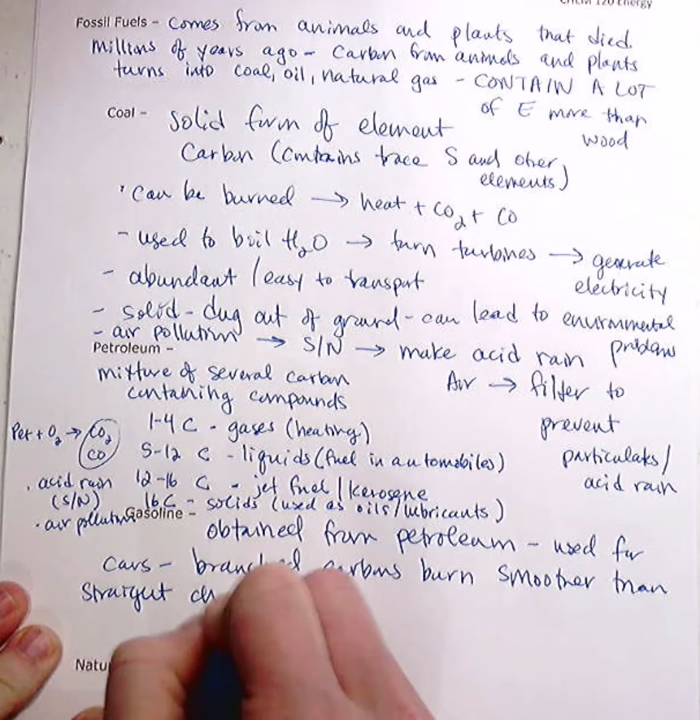 CHEM 120 Energy
Fossil Fuels - comes from animals and plants that died
millions of years ago - Carbon from animals and plants
turns into coal, oil, natural gas - CONTAIN A LOT
of E more than
wood
Coal - solid form of element
Carbon (contains trace S and other
elements)
• can be burned → heat + CO2 + CO
- used to boil H2O → turn turbines → generate
electricity
- abundant / easy to transport
- solid - dug out of ground - can lead to environmental
problems
- air pollution → S/N → make acid rain
Petroleum -
mixture of several carbon
containing compounds
Air → filter to
prevent
particulates/
acid rain
Pet + O2 → CO2
CO
1-4 C - gases (heating)
5-12 C - liquids (fuel in automobiles)
12-16 C - jet fuel / kerosene
16 C - solids (used as oils/lubricants)
. acid rain
(S/N)
. air pollution
Gasoline - obtained from petroleum - used for
cars - branched carbons burn smoother than
straight ch
Natu